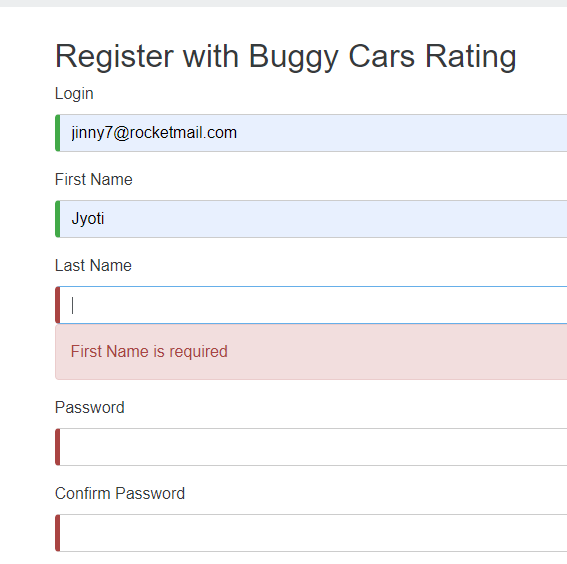 Register with Buggy Cars Rating
Login
jinny7@rocketmail.com
First Name
Jyoti
Last Name
First Name is required
Password
Confirm Password